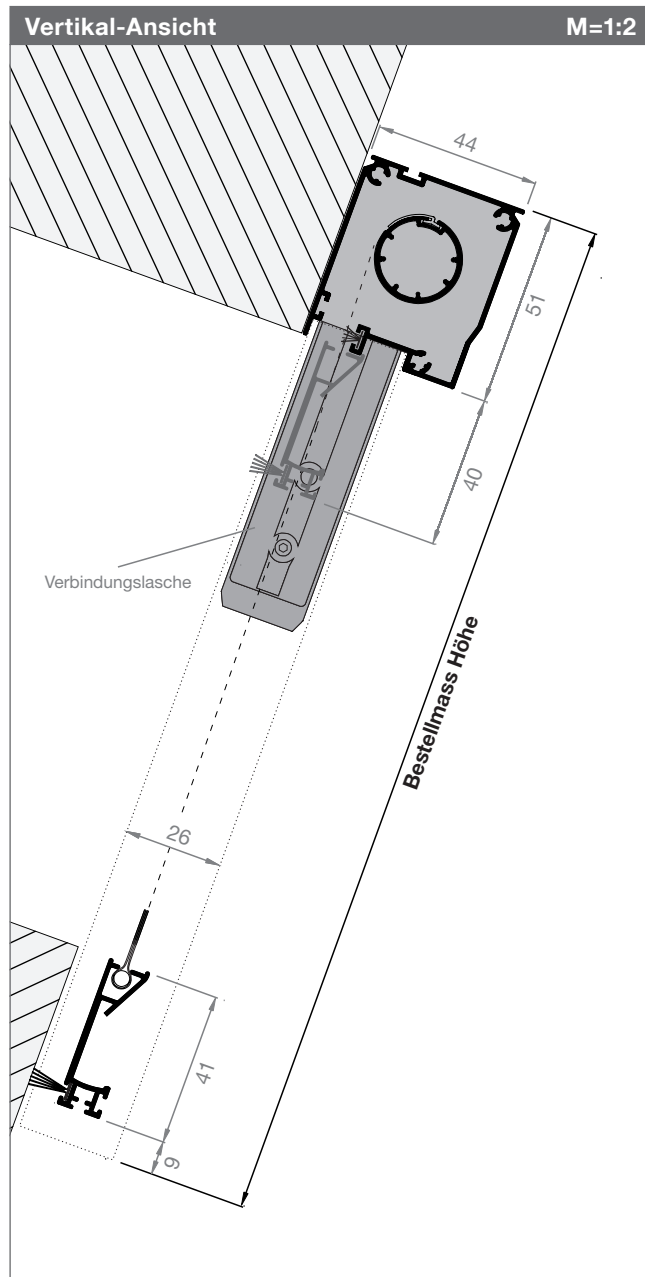 Vertikal-Ansicht M=1:2
44
51
40
Verbindungslasche
Bestellmass Höhe
26
41
9